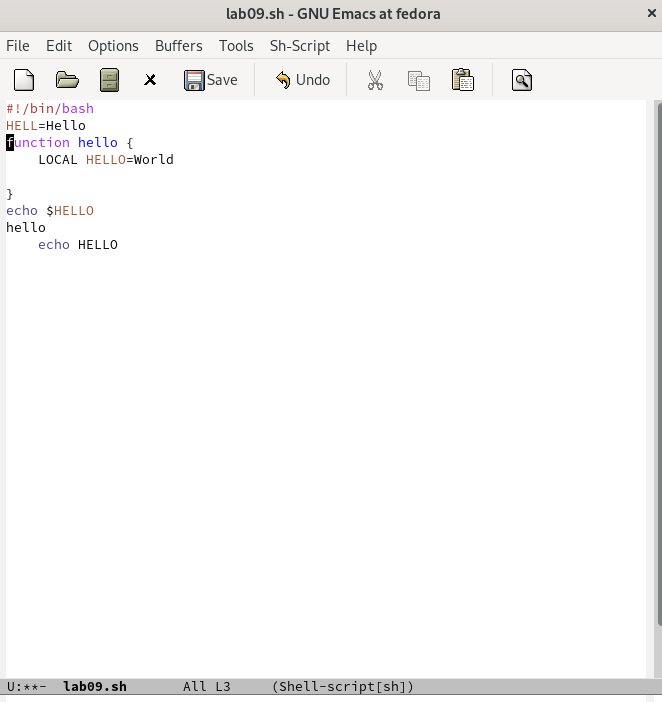 lab09.sh - GNU Emacs at fedora
File Edit Options Buffers Tools Sh-Script Help
Save Undo
#!/bin/bash
HELL=Hello
function hello {
    LOCAL HELLO=World
}
echo $HELLO
hello
    echo HELLO
U:**-  lab09.sh       All L3     (Shell-script[sh])